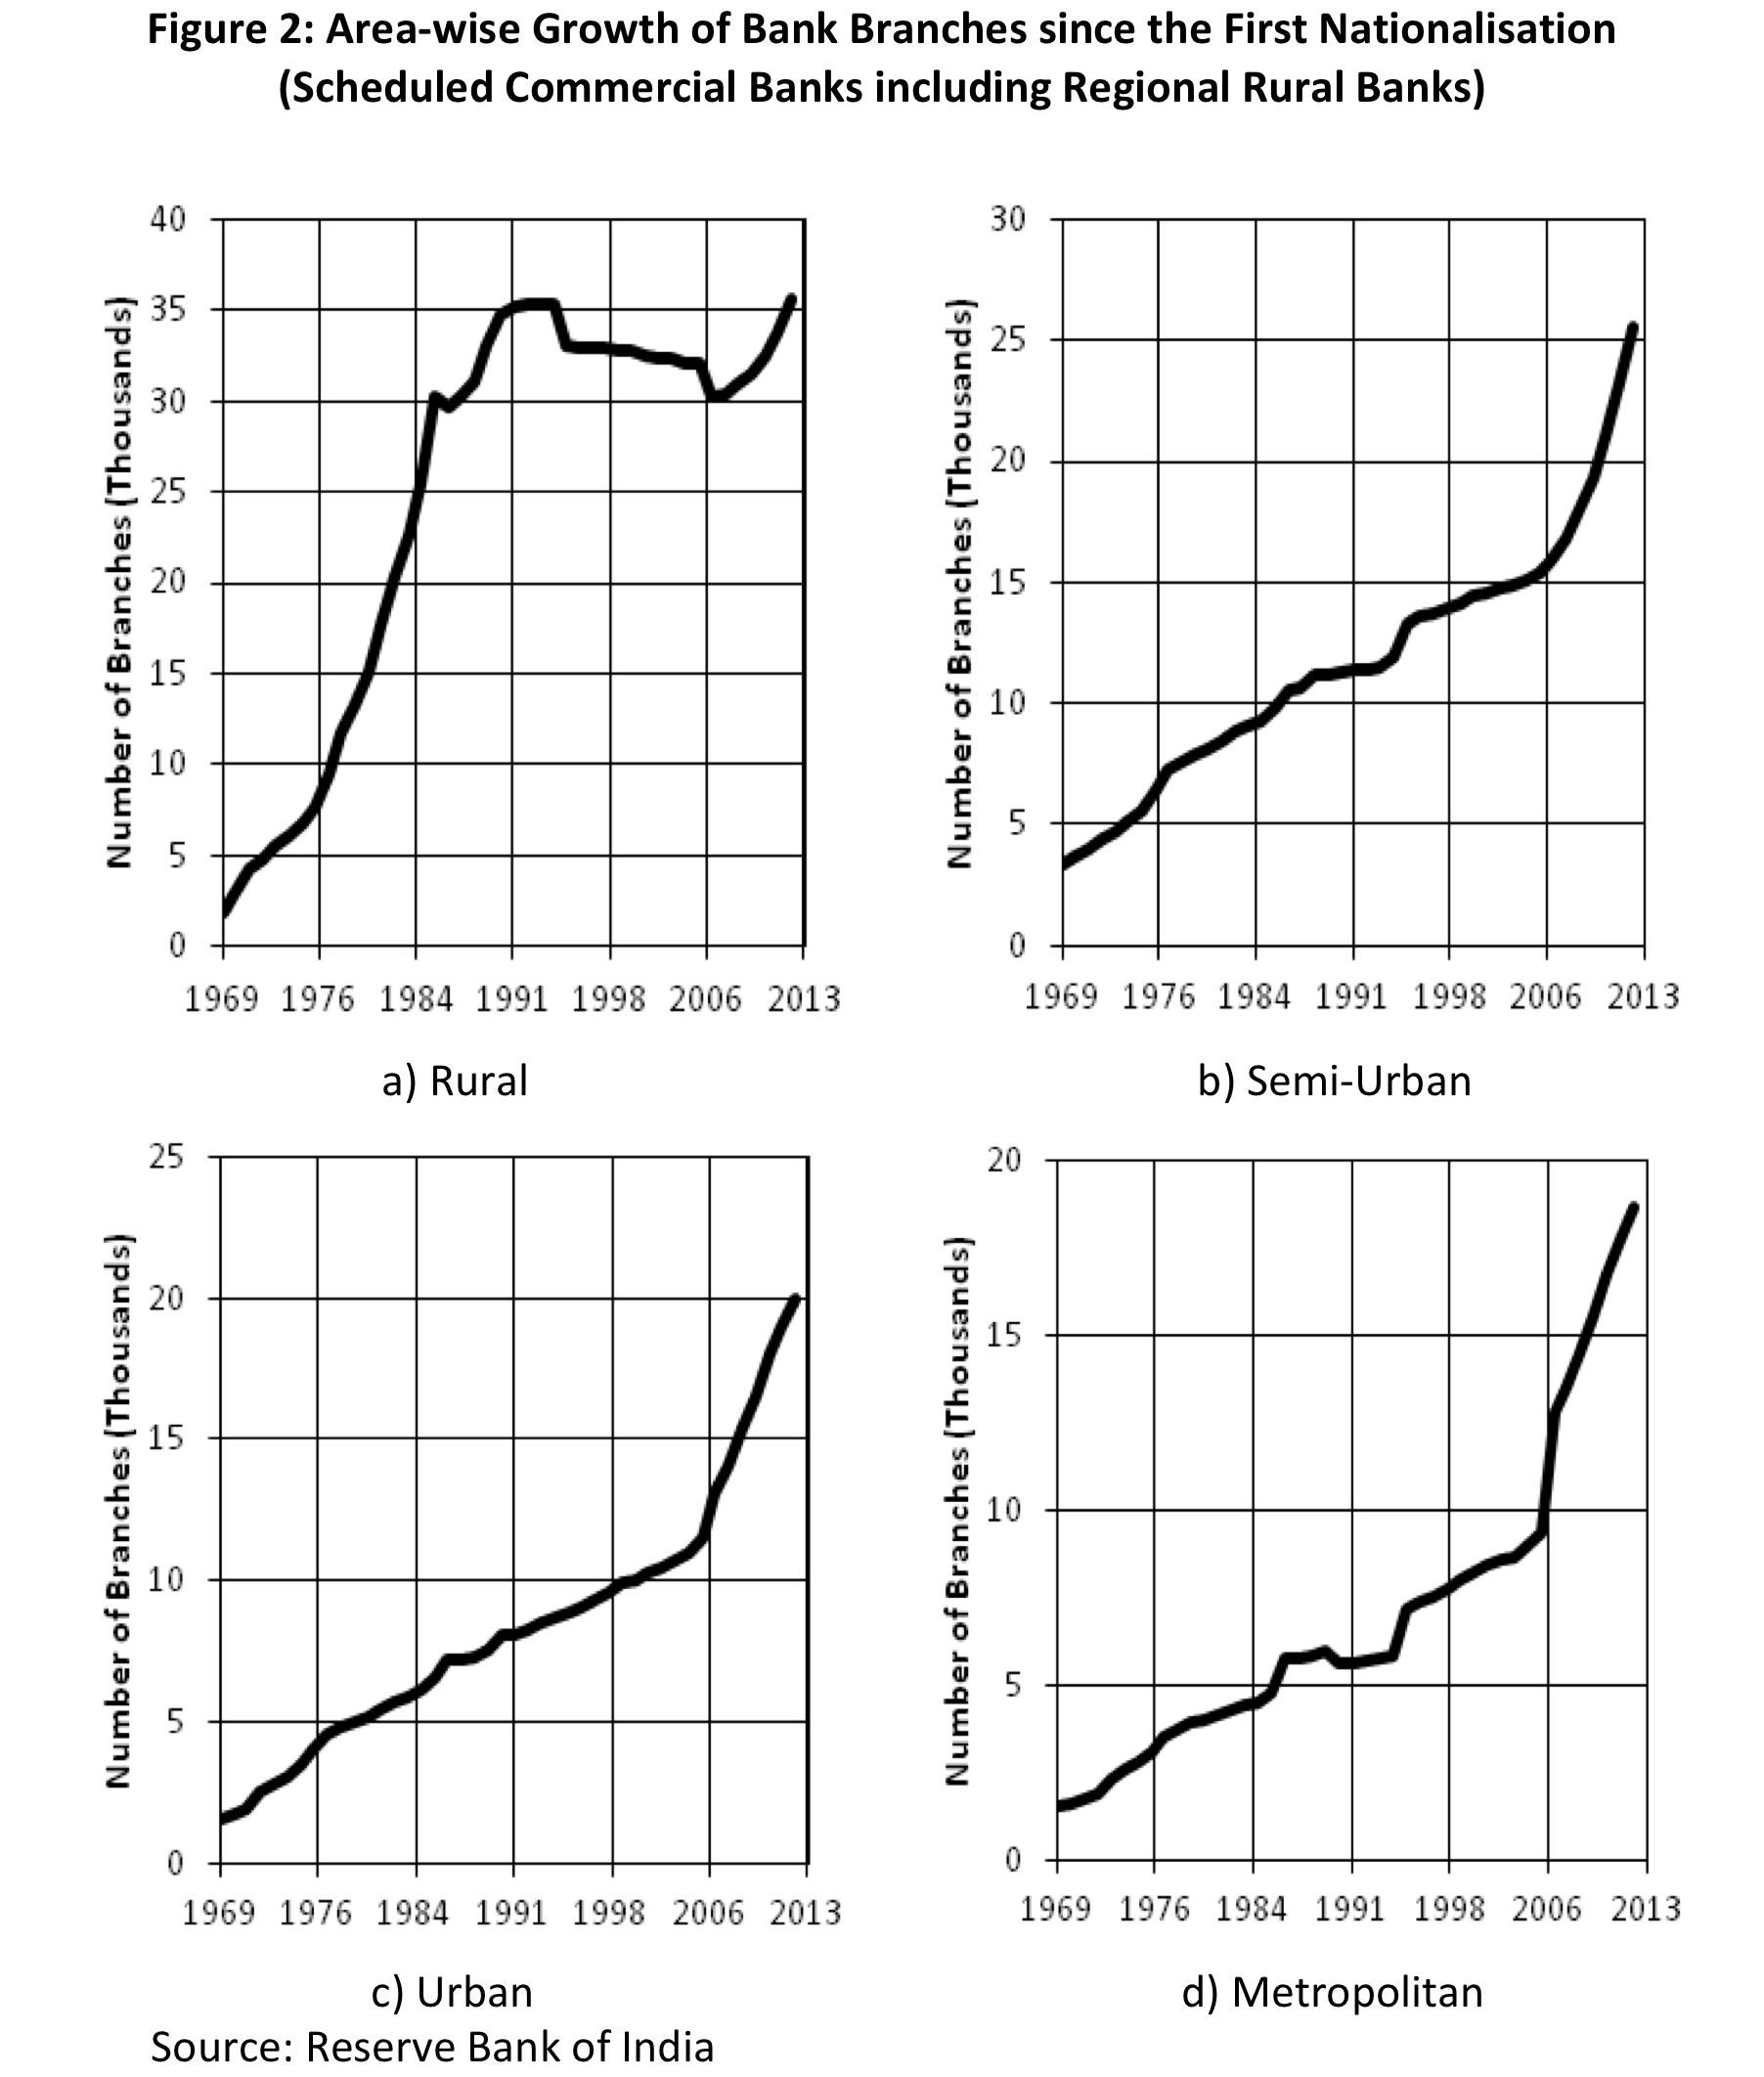 Figure 2: Area-wise Growth of Bank Branches since the First Nationalisation
(Scheduled Commercial Banks including Regional Rural Banks)
Number of Branches (Thousands)
40
35
30
25
20
15
10
5
0
1969 1976 1984 1991 1998 2006 2013
a) Rural
Number of Branches (Thousands)
30
25
20
15
10
5
0
1969 1976 1984 1991 1998 2006 2013
b) Semi-Urban
Number of Branches (Thousands)
25
20
15
10
5
0
1969 1976 1984 1991 1998 2006 2013
c) Urban
Number of Branches (Thousands)
20
15
10
5
0
1969 1976 1984 1991 1998 2006 2013
d) Metropolitan
Source: Reserve Bank of India